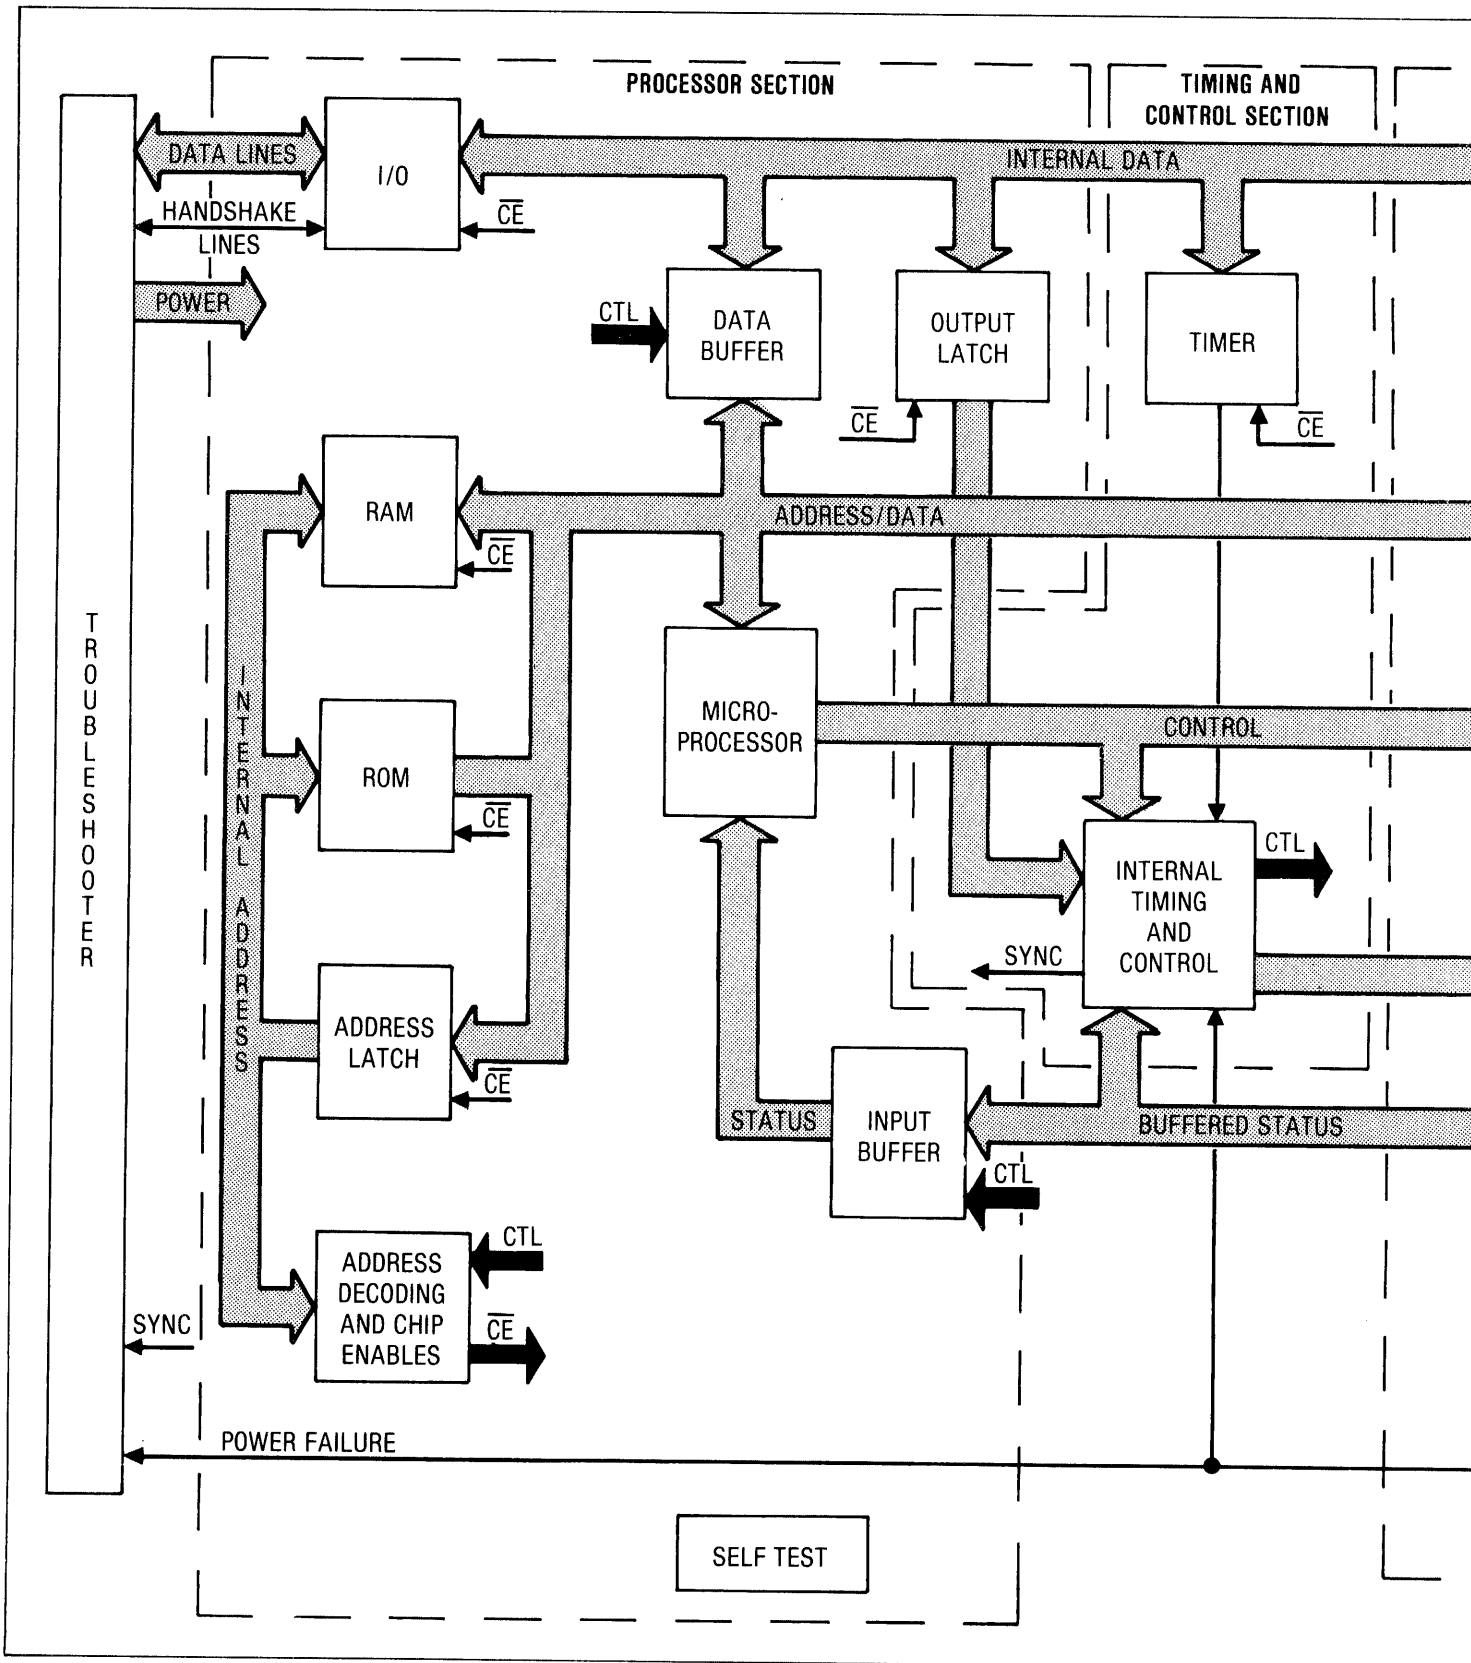 PROCESSOR SECTION
TIMING AND
CONTROL SECTION
DATA LINES
I/O
INTERNAL DATA
HANDSHAKE
LINES
CE
POWER
CTL
DATA
BUFFER
OUTPUT
LATCH
TIMER
CE
CE
RAM
CE
ADDRESS/DATA
TROUBLESHOOTER
INTERNAL ADDRESS
MICRO-
PROCESSOR
CONTROL
ROM
CE
CTL
INTERNAL
TIMING
AND
CONTROL
SYNC
ADDRESS
LATCH
CE
STATUS
INPUT
BUFFER
BUFFERED STATUS
CTL
CTL
ADDRESS
DECODING
AND CHIP
ENABLES
CE
SYNC
POWER FAILURE
SELF TEST